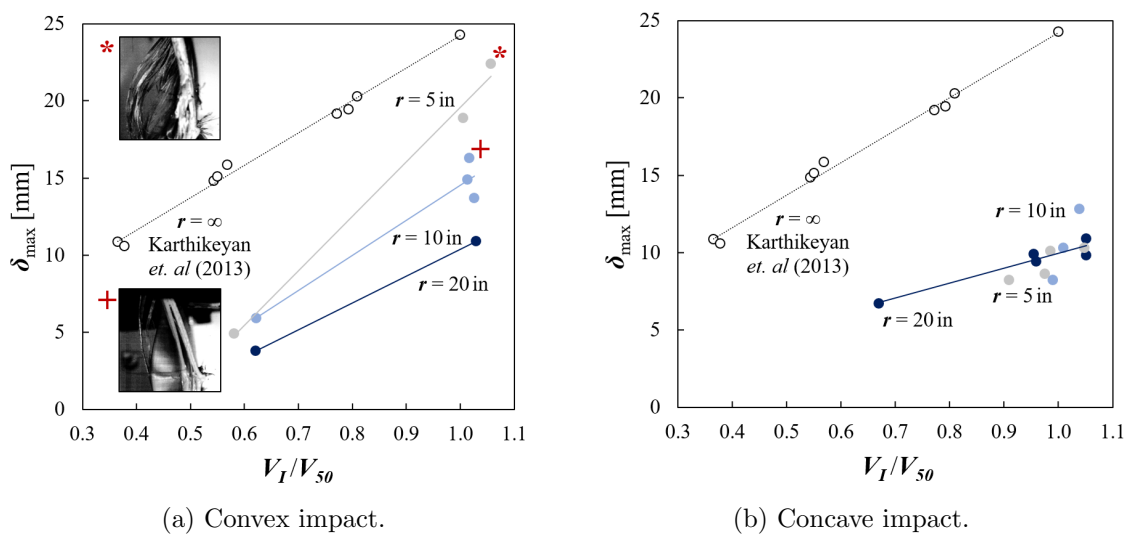 25
20
15
10
5
0
δmax [mm]
*
*
r = 5 in
+
r = ∞
Karthikeyan
et. al (2013)
r = 10 in
r = 20 in
+
0.3 0.4 0.5 0.6 0.7 0.8 0.9 1.0 1.1
VI/V50
(a) Convex impact.
25
20
15
10
5
0
δmax [mm]
r = ∞
Karthikeyan
et. al (2013)
r = 10 in
r = 5 in
r = 20 in
0.3 0.4 0.5 0.6 0.7 0.8 0.9 1.0 1.1
VI/V50
(b) Concave impact.